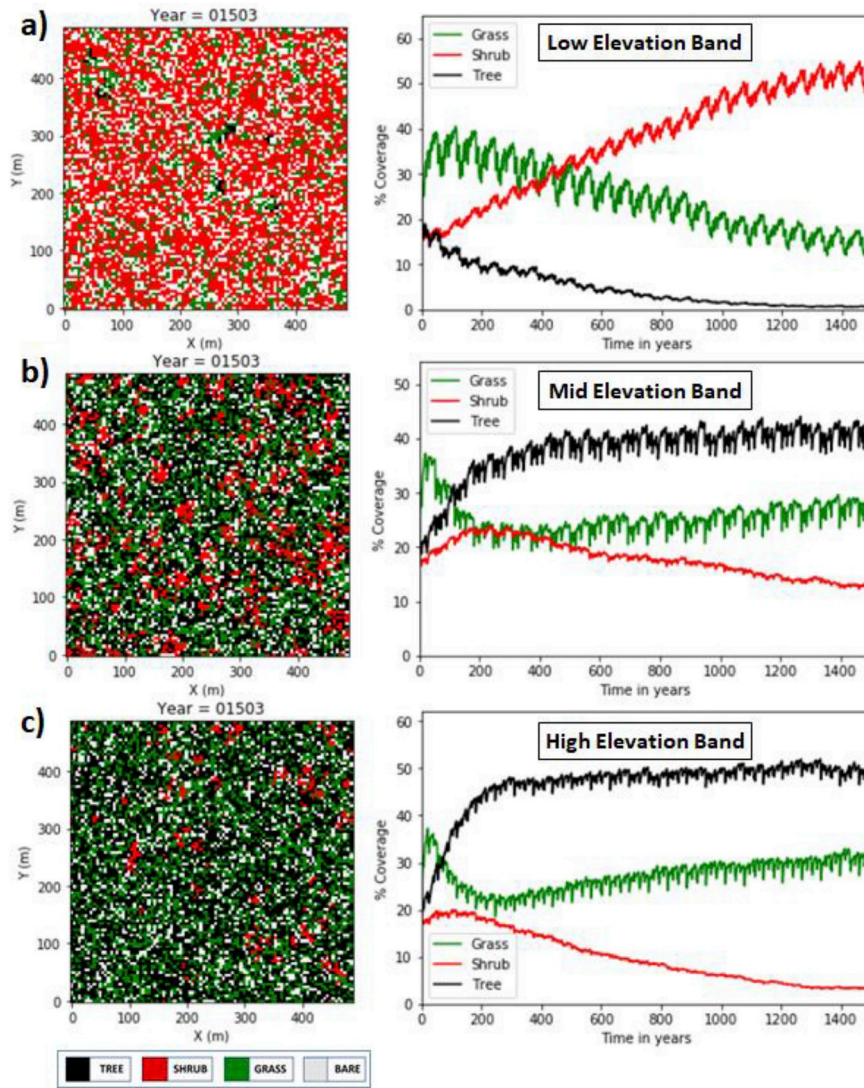 a)
Year = 01503
400
300
200
100
0
Y (m)
0 100 200 300 400
X (m)
Low Elevation Band
Grass
Shrub
Tree
60
50
40
30
20
10
0
% Coverage
0 200 400 600 800 1000 1200 1400
Time in years
b)
Year = 01503
400
300
200
100
0
Y (m)
0 100 200 300 400
X (m)
Mid Elevation Band
Grass
Shrub
Tree
50
40
30
20
10
0
% Coverage
0 200 400 600 800 1000 1200 1400
Time in years
c)
Year = 01503
400
300
200
100
0
Y (m)
0 100 200 300 400
X (m)
High Elevation Band
Grass
Shrub
Tree
60
50
40
30
20
10
0
% Coverage
0 200 400 600 800 1000 1200 1400
Time in years
TREE SHRUB GRASS BARE